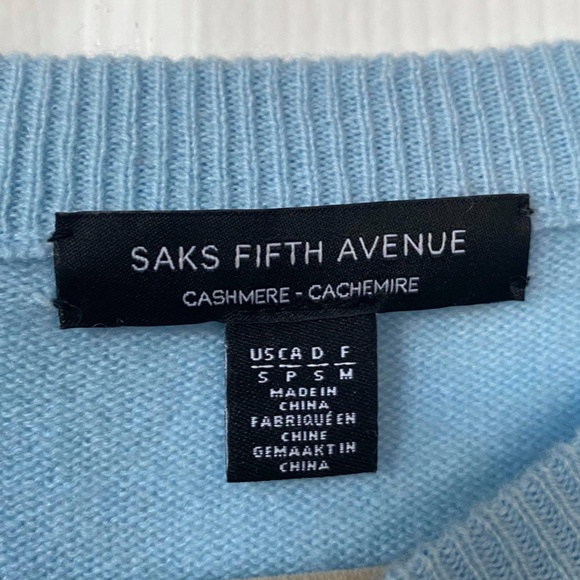 SAKS FIFTH AVENUE
CASHMERE - CACHEMIRE
US CA D F
S P S M
MADE IN
CHINA
FABRIQUÉ EN
CHINE
GEMAAKT IN
CHINA